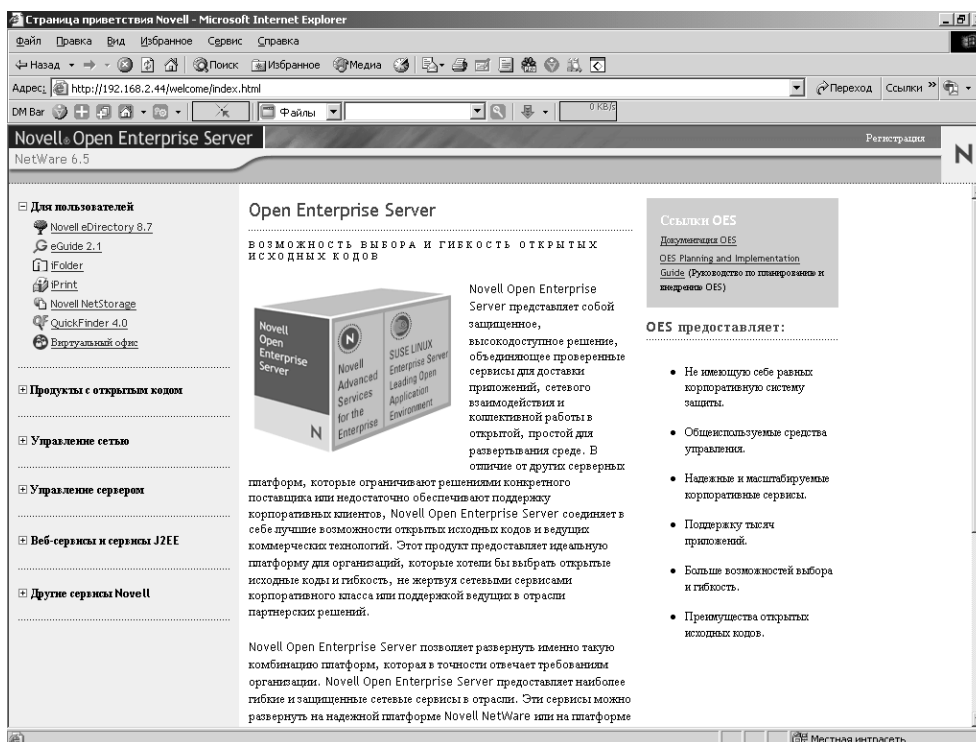 Страница приветствия Novell - Microsoft Internet Explorer
Файл Правка Вид Избранное Сервис Справка
Назад Поиск Избранное Медиа
Адрес: http://192.168.2.44/welcome/index.html Переход Ссылки »
DM Bar Файлы 0 KB/s
Novell® Open Enterprise Server Регистрация
NetWare 6.5
N
Для пользователей
Novell eDirectory 8.7
eGuide 2.1
iFolder
iPrint
Novell NetStorage
QuickFinder 4.0
Виртуальный офис
Продукты с открытым кодом
Управление сетью
Управление сервером
Веб-сервисы и сервисы J2EE
Другие сервисы Novell
Open Enterprise Server
ВОЗМОЖНОСТЬ ВЫБОРА И ГИБКОСТЬ ОТКРЫТЫХ
ИСХОДНЫХ КОДОВ
Novell
Open
Enterprise
Server
N
N
Novell
Advanced
Services
for the
Enterprise
SUSE LINUX
Enterprise Server
Leading Open
Application
Environment
Novell Open Enterprise
Server представляет собой
защищенное,
высокодоступное решение,
объединяющее проверенные
сервисы для доставки
приложений, сетевого
взаимодействия и
коллективной работы в
открытой, простой для
развертывания среде. В
отличие от других серверных
платформ, которые ограничивают решениями конкретного
поставщика или недостаточно обеспечивают поддержку
корпоративных клиентов, Novell Open Enterprise Server соединяет в
себе лучшие возможности открытых исходных кодов и ведущих
коммерческих технологий. Этот продукт предоставляет идеальную
платформу для организаций, которые хотели бы выбрать открытые
исходные коды и гибкость, не жертвуя сетевыми сервисами
корпоративного класса или поддержкой ведущих в отрасли
партнерских решений.
Novell Open Enterprise Server позволяет развернуть именно такую
комбинацию платформ, которая в точности отвечает требованиям
организации. Novell Open Enterprise Server предоставляет наиболее
гибкие и защищенные сетевые сервисы в отрасли. Эти сервисы можно
развернуть на надежной платформе Novell NetWare или на платформе
Ссылки OES
Документация OES
OES Planning and Implementation
Guide (Руководство по планированию и
внедрению OES)
OES предоставляет:
• Не имеющую себе равных
корпоративную систему
защиты.
• Общеиспользуемые средства
управления.
• Надежные и масштабируемые
корпоративные сервисы.
• Поддержку тысяч
приложений.
• Больше возможностей выбора
и гибкость.
• Преимущества открытых
исходных кодов.
Местная интрасеть